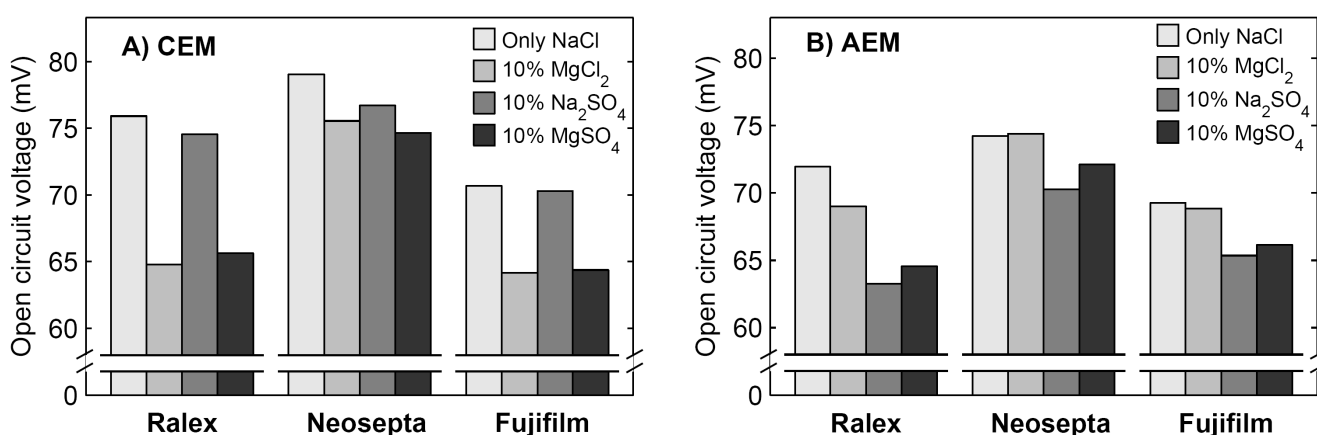 A) CEM
Open circuit voltage (mV)
80
75
70
65
60
0
Only NaCl
10% MgCl₂
10% Na₂SO₄
10% MgSO₄
Ralex Neosepta Fujifilm
B) AEM
Open circuit voltage (mV)
80
75
70
65
60
0
Only NaCl
10% MgCl₂
10% Na₂SO₄
10% MgSO₄
Ralex Neosepta Fujifilm